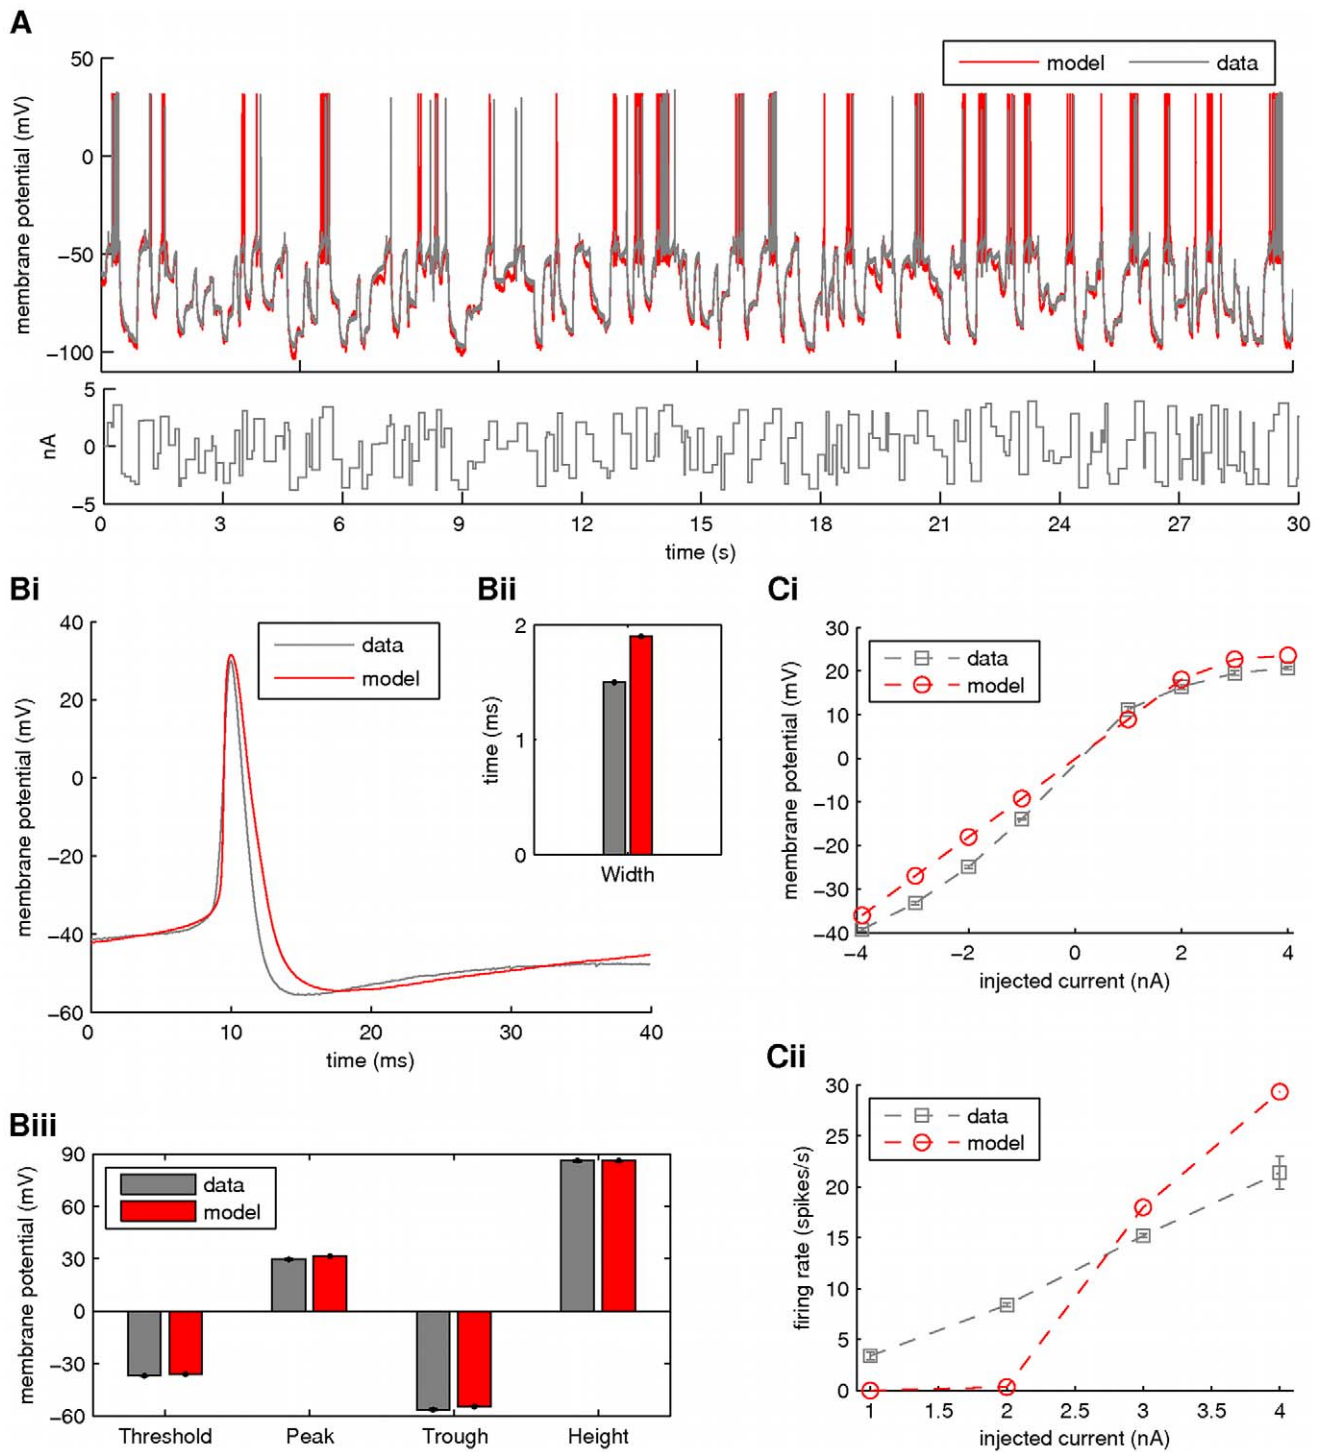 A
model data
membrane potential (mV)
50
0
−50
−100
nA
5
0
−5
0 3 6 9 12 15 18 21 24 27 30
time (s)
Bi
membrane potential (mV)
40
20
0
−20
−40
−60
data
model
0 10 20 30 40
time (ms)
Bii
time (ms)
2
1
0
Width
Ci
membrane potential (mV)
30
20
10
0
−10
−20
−30
−40
data
model
−4 −2 0 2 4
injected current (nA)
Biii
membrane potential (mV)
90
60
30
0
−30
−60
data
model
Threshold Peak Trough Height
Cii
firing rate (spikes/s)
30
25
20
15
10
5
0
data
model
1 1.5 2 2.5 3 3.5 4
injected current (nA)